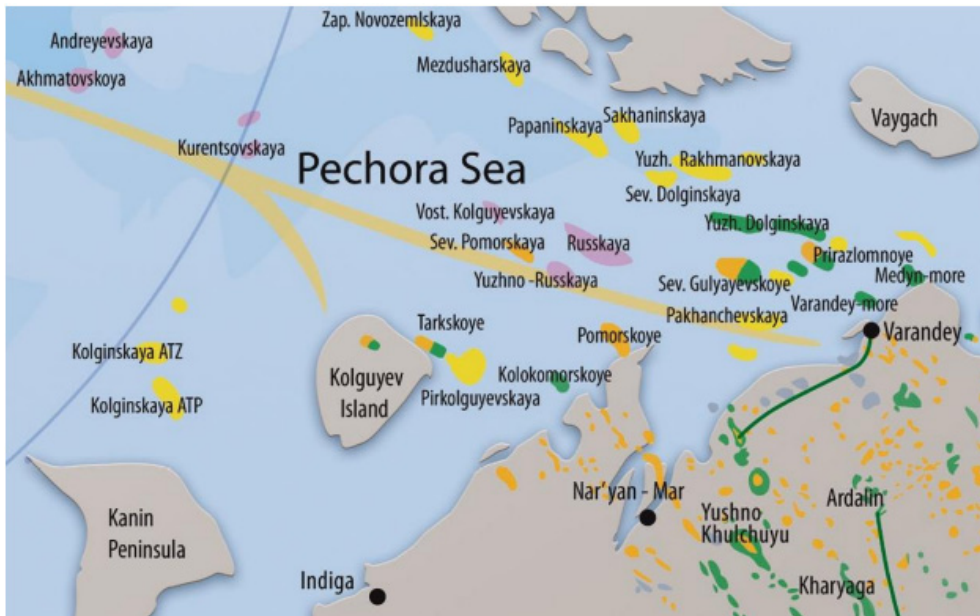 Zap. Novozemlskaya
Andreyevskaya
Mezdusharskaya
Akhmatovskoya
Vaygach
Sakhaninskaya
Papaninskaya
Kurentsovskaya
Pechora Sea
Yuzh. Rakhmanovskaya
Sev. Dolginskaya
Vost. Kolguyevskaya
Yuzh. Dolginskaya
Sev. Pomorskaya
Russkaya
Prirazlomnoye
Yuzhno -Russkaya
Sev. Gulyayevskoye
Medyn-more
Varandey-more
Pakhanchevskaya
Tarkskoye
Pomorskoye
Varandey
Kolginskaya ATZ
Kolguyev
Island
Kolokomorskoye
Pirkolguyevskaya
Kolginskaya ATP
Nar'yan - Mar
Ardalin
Kanin
Peninsula
Yushno
Khulchuyu
Indiga
Kharyaga